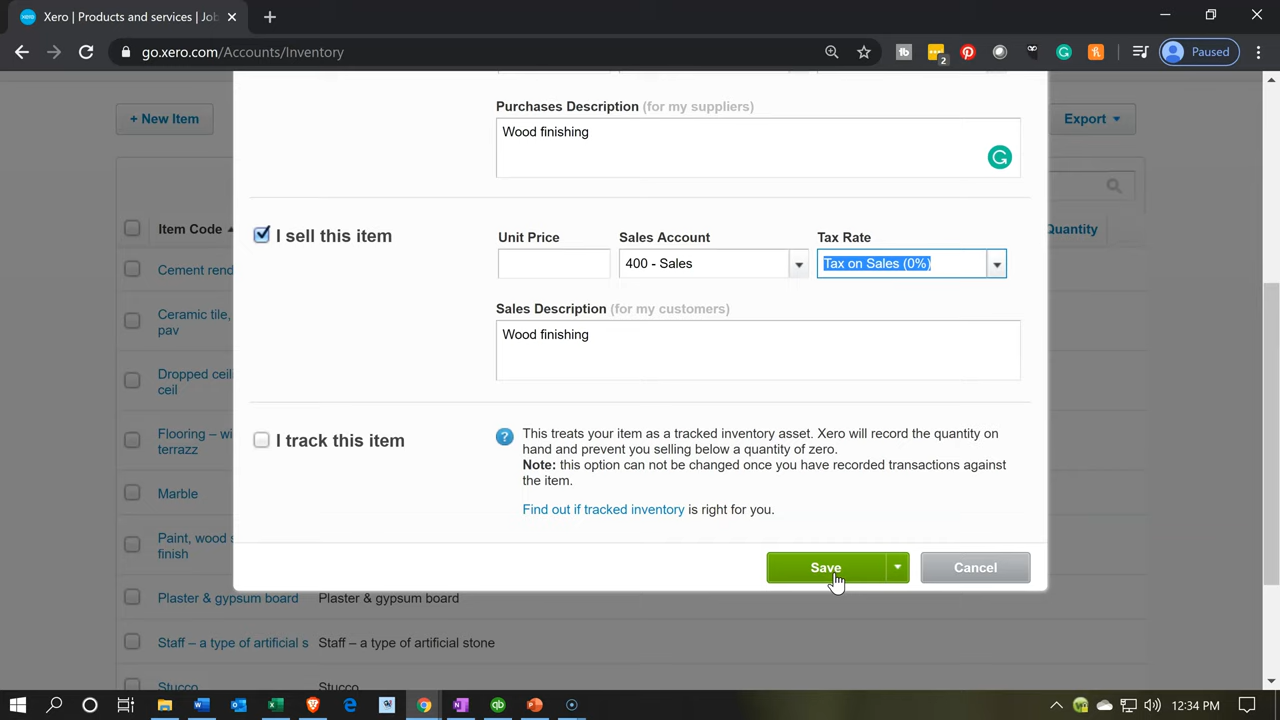 Xero | Products and services | Job
go.xero.com/Accounts/Inventory
2
Paused
+ New Item
Export
Purchases Description (for my suppliers)
Wood finishing
Item Code
Quantity
I sell this item
Unit Price
Sales Account
Tax Rate
400 - Sales
Tax on Sales (0%)
Sales Description (for my customers)
Wood finishing
Cement rend
Ceramic tile,
pav
Dropped ceil
ceil
Flooring – wi
terrazz
Marble
Paint, wood s
finish
I track this item
This treats your item as a tracked inventory asset. Xero will record the quantity on
hand and prevent you selling below a quantity of zero.
Note: this option can not be changed once you have recorded transactions against
the item.
Find out if tracked inventory is right for you.
Save
Cancel
Plaster & gypsum board Plaster & gypsum board
Staff – a type of artificial s Staff – a type of artificial stone
Stucco Stucco
12:34 PM